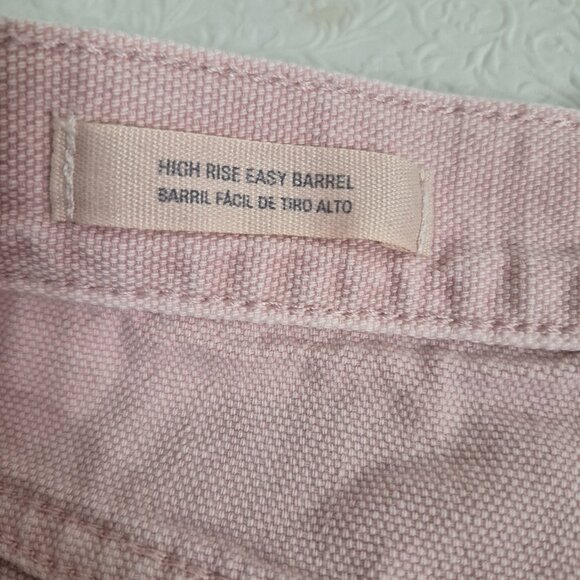 HIGH RISE EASY BARREL
BARRIL FÁCIL DE TIRO ALTO